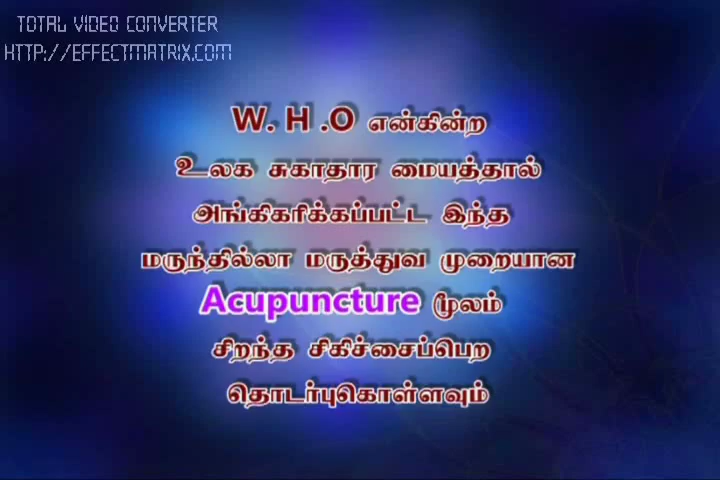 TOTAL VIDEO CONVERTER
HTTP://EFFECTMATRIX.COM
W. H .O என்கின்ற
உலக சுகாதார மையத்தால்
அங்கிகரிக்கப்பட்ட இந்த
மருந்தில்லா மருத்துவ முறையான
Acupuncture மூலம்
சிறந்த சிகிச்சைப்பெற
தொடர்புகொள்ளவும்